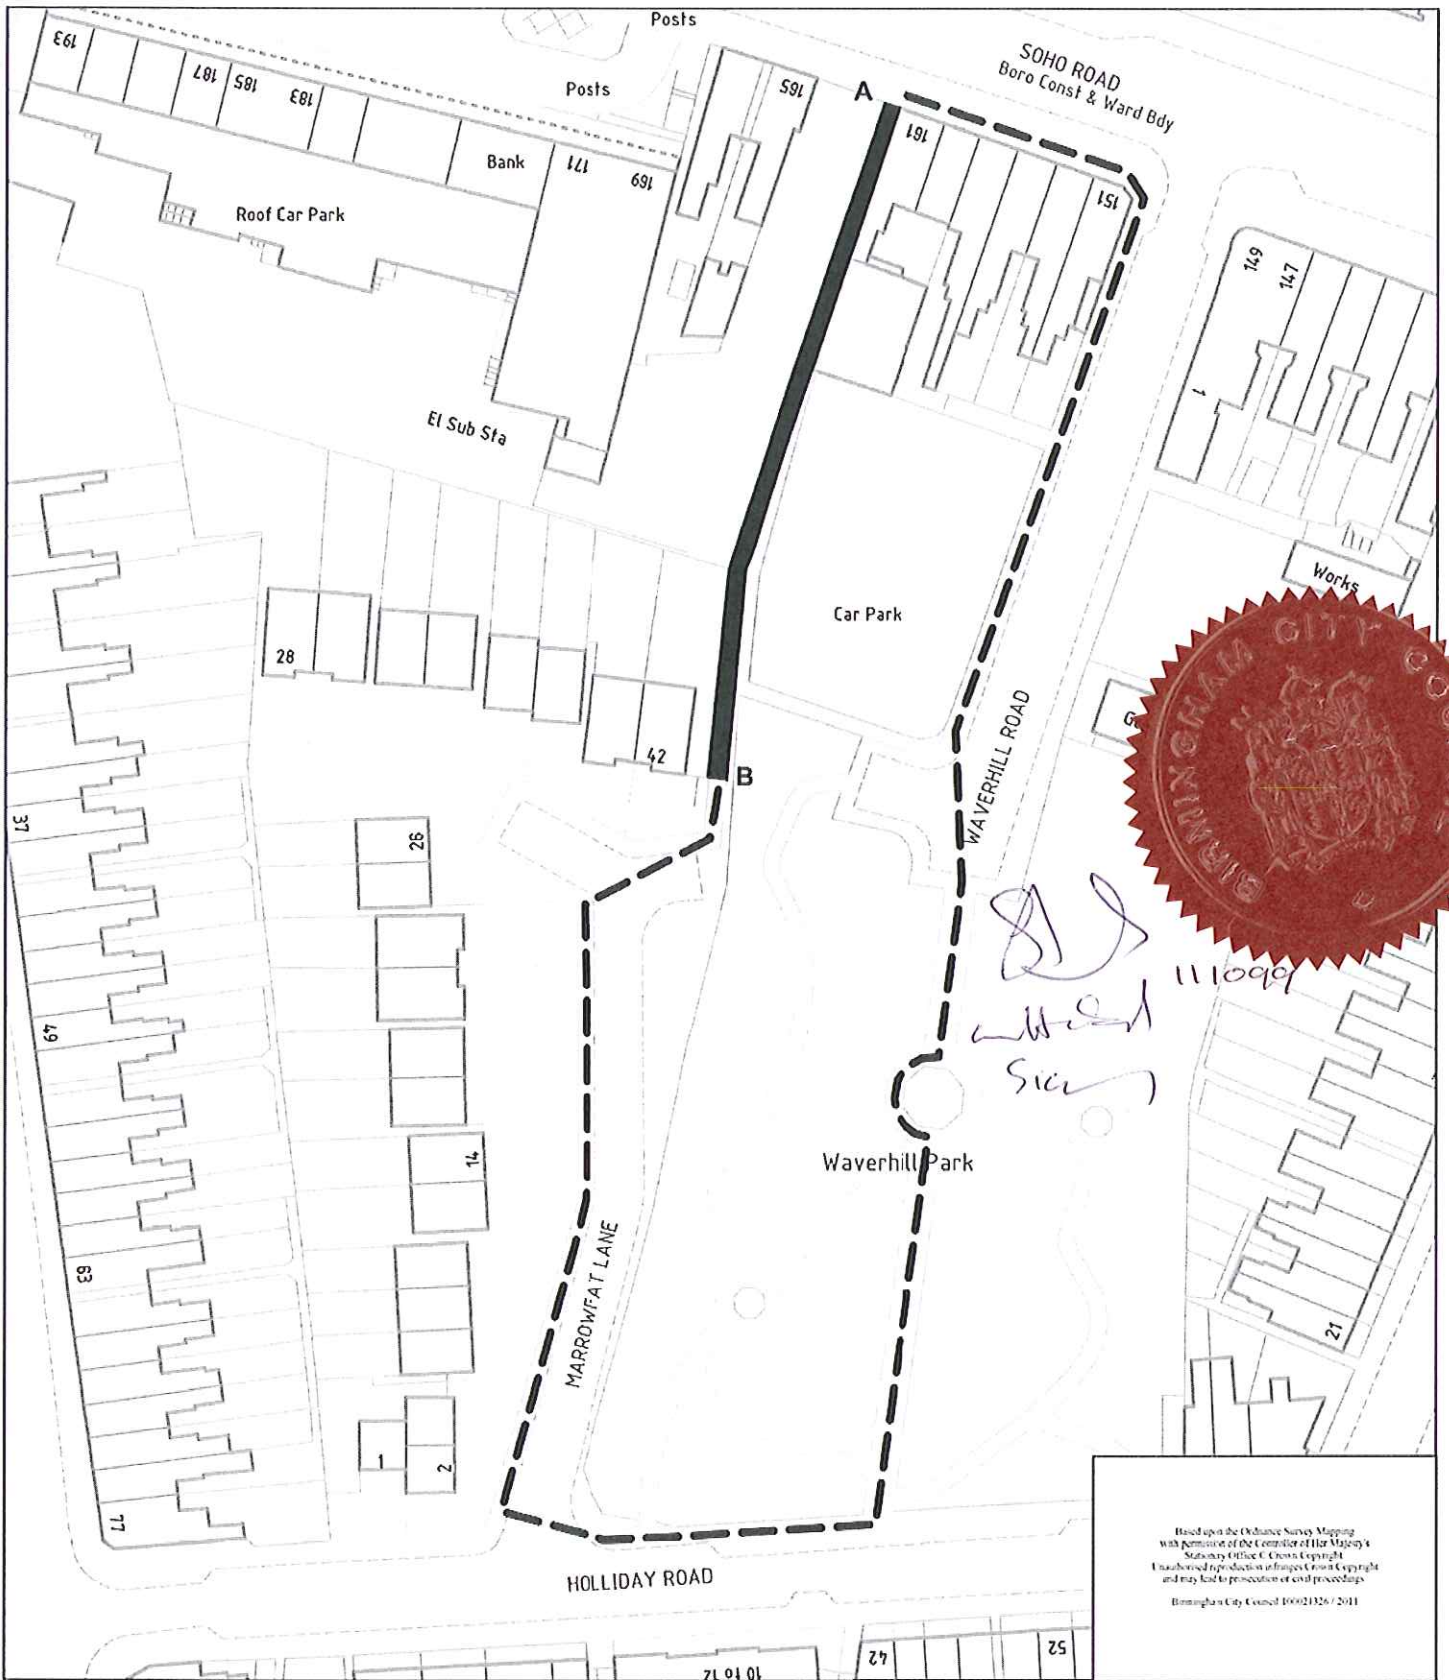 Posts
SOHO ROAD
Boro Const & Ward Bdy
193
187
185
183
Posts
165
A
161
151
Bank
171
169
Roof Car Park
149
147
1
El Sub Sta
Works
Car Park
28
42
B
WAVERHILL ROAD
BIRMINGHAM CITY
37
26
111099
49
14
Waverhill Park
MARROWFAT LANE
63
21
1
2
77
HOLLIDAY ROAD
Based upon the Ordnance Survey Mapping
with permission of the Controller of Her Majesty's
Stationary Office © Crown Copyright
Unauthorised reproduction infringes Crown Copyright
and may lead to prosecution or civil proceedings
Birmingham City Council 100021326 / 2011
10 to 12
42
52